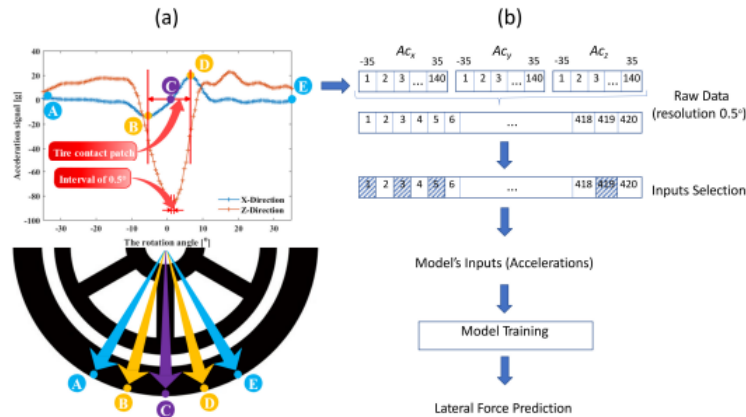 (a)
(b)
40
20
0
-20
-40
-60
-80
-100
Acceleration signal [g]
-30
-20
-10
0
10
20
30
The rotation angle [°]
A
B
C
D
E
Tire contact patch
Interval of 0.5°
X-Direction
Z-Direction
A
B
C
D
E
-35 Acx 35
Acy
-35 Acz 35
1 2 3 ... 140
1 2 3 ... 140
1 2 3 ... 140
Raw Data
(resolution 0.5°)
1 2 3 4 5 6 ... 418 419 420
1 2 3 4 5 6 ... 418 419 420
Inputs Selection
Model's Inputs (Accelerations)
Model Training
Lateral Force Prediction